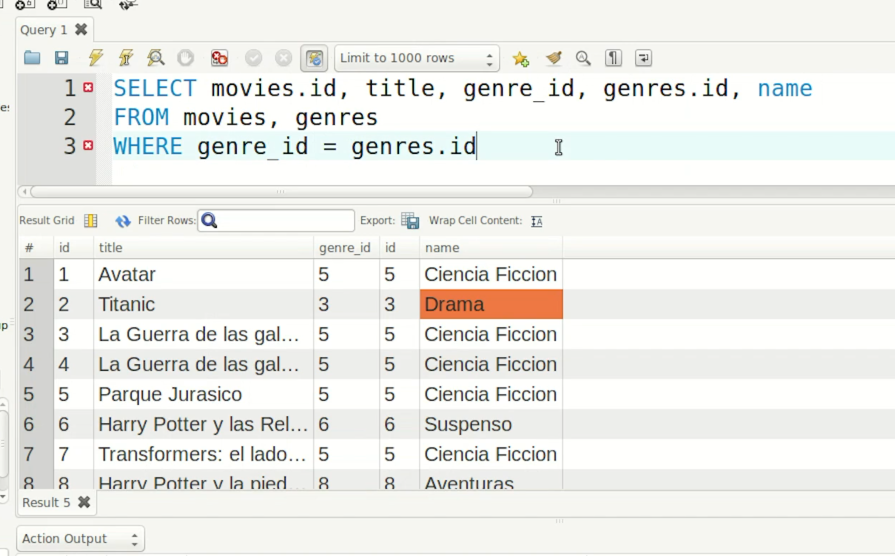 Query 1
Limit to 1000 rows
1 SELECT movies.id, title, genre_id, genres.id, name
2 FROM movies, genres
3 WHERE genre_id = genres.id
Result Grid Filter Rows: Export: Wrap Cell Content:
# id title genre_id id name
1 1 Avatar 5 5 Ciencia Ficcion
2 2 Titanic 3 3 Drama
3 3 La Guerra de las gal... 5 5 Ciencia Ficcion
4 4 La Guerra de las gal... 5 5 Ciencia Ficcion
5 5 Parque Jurasico 5 5 Ciencia Ficcion
6 6 Harry Potter y las Rel... 6 6 Suspenso
7 7 Transformers: el lado... 5 5 Ciencia Ficcion
8 8 Harry Potter y la pied... 8 8 Aventuras
Result 5
Action Output